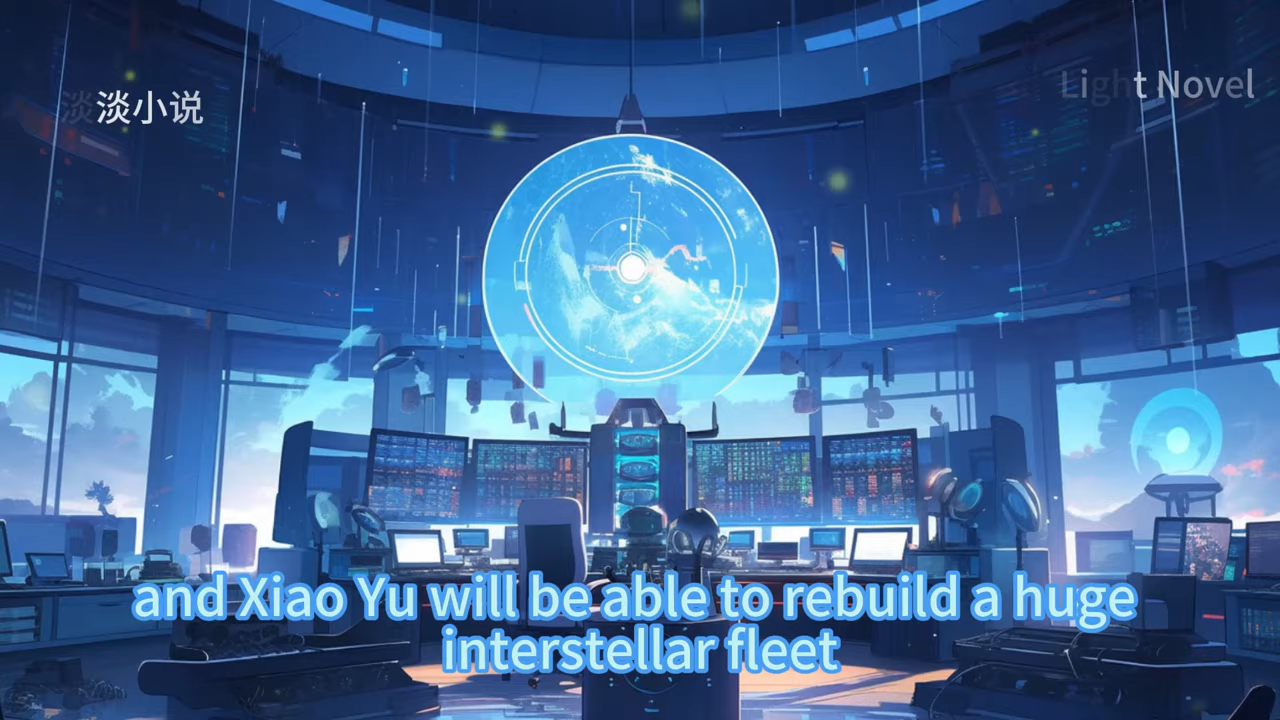 淡淡小说
Light Novel
and Xiao Yu will be able to rebuild a huge
interstellar fleet